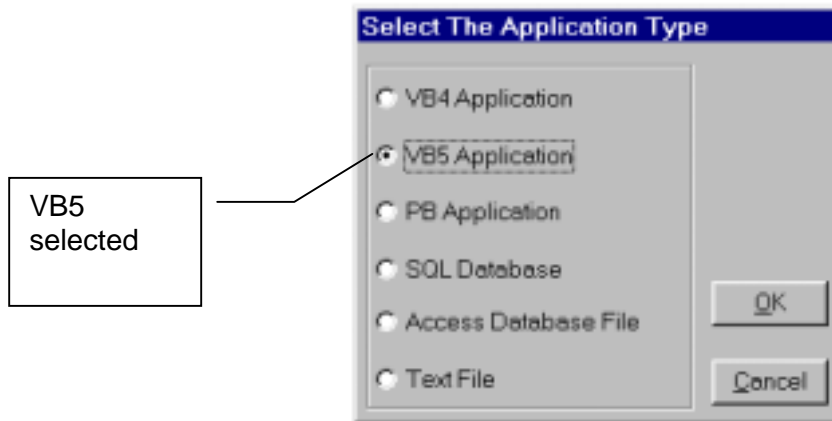 Select The Application Type
VB4 Application
VB5 Application
PB Application
SQL Database
Access Database File
Text File
OK
Cancel
VB5
selected